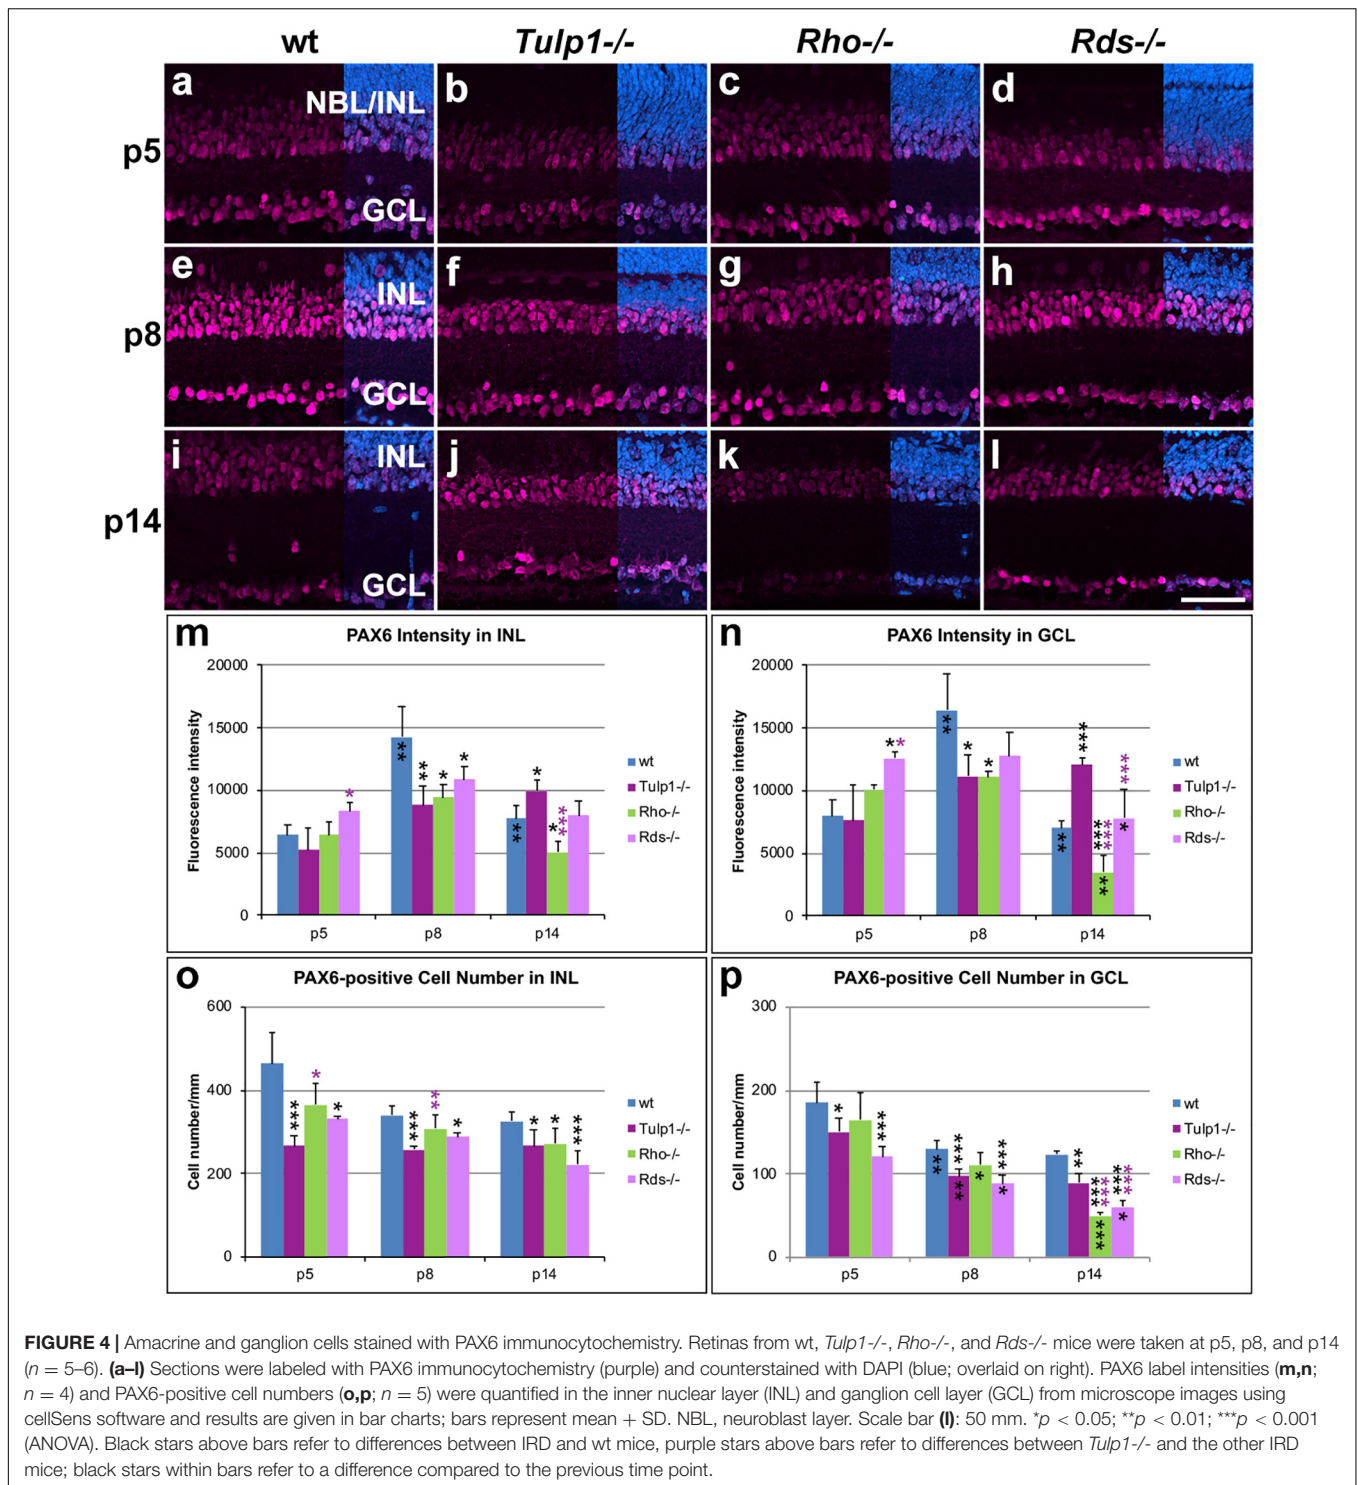 wt Tulp1-/- Rho-/- Rds-/-
p5
a NBL/INL GCL
b
c
d
p8
e INL GCL
f
g
h
p14
i INL GCL
j
k
l
m PAX6 Intensity in INL
Fluorescence intensity
20000
15000
10000
5000
0
p5 p8 p14
*
** ** * *
*** * * ***
wt
Tulp1-/-
Rho-/-
Rds-/-
n PAX6 Intensity in GCL
Fluorescence intensity
20000
15000
10000
5000
0
p5 p8 p14
* *
** * *
** *** *** *** ** *** *
wt
Tulp1-/-
Rho-/-
Rds-/-
o PAX6-positive Cell Number in INL
Cell number/mm
600
400
200
0
p5 p8 p14
*** * *
*** ** *
* * ***
wt
Tulp1-/-
Rho-/-
Rds-/-
p PAX6-positive Cell Number in GCL
Cell number/mm
300
200
100
0
p5 p8 p14
* ***
** *** ** * *** *
** *** *** *** *** *** *
wt
Tulp1-/-
Rho-/-
Rds-/-
FIGURE 4 | Amacrine and ganglion cells stained with PAX6 immunocytochemistry. Retinas from wt, Tulp1-/-, Rho-/-, and Rds-/- mice were taken at p5, p8, and p14
(n = 5–6). (a–l) Sections were labeled with PAX6 immunocytochemistry (purple) and counterstained with DAPI (blue; overlaid on right). PAX6 label intensities (m,n;
n = 4) and PAX6-positive cell numbers (o,p; n = 5) were quantified in the inner nuclear layer (INL) and ganglion cell layer (GCL) from microscope images using
cellSens software and results are given in bar charts; bars represent mean + SD. NBL, neuroblast layer. Scale bar (l): 50 mm. *p < 0.05; **p < 0.01; ***p < 0.001
(ANOVA). Black stars above bars refer to differences between IRD and wt mice, purple stars above bars refer to differences between Tulp1-/- and the other IRD
mice; black stars within bars refer to a difference compared to the previous time point.